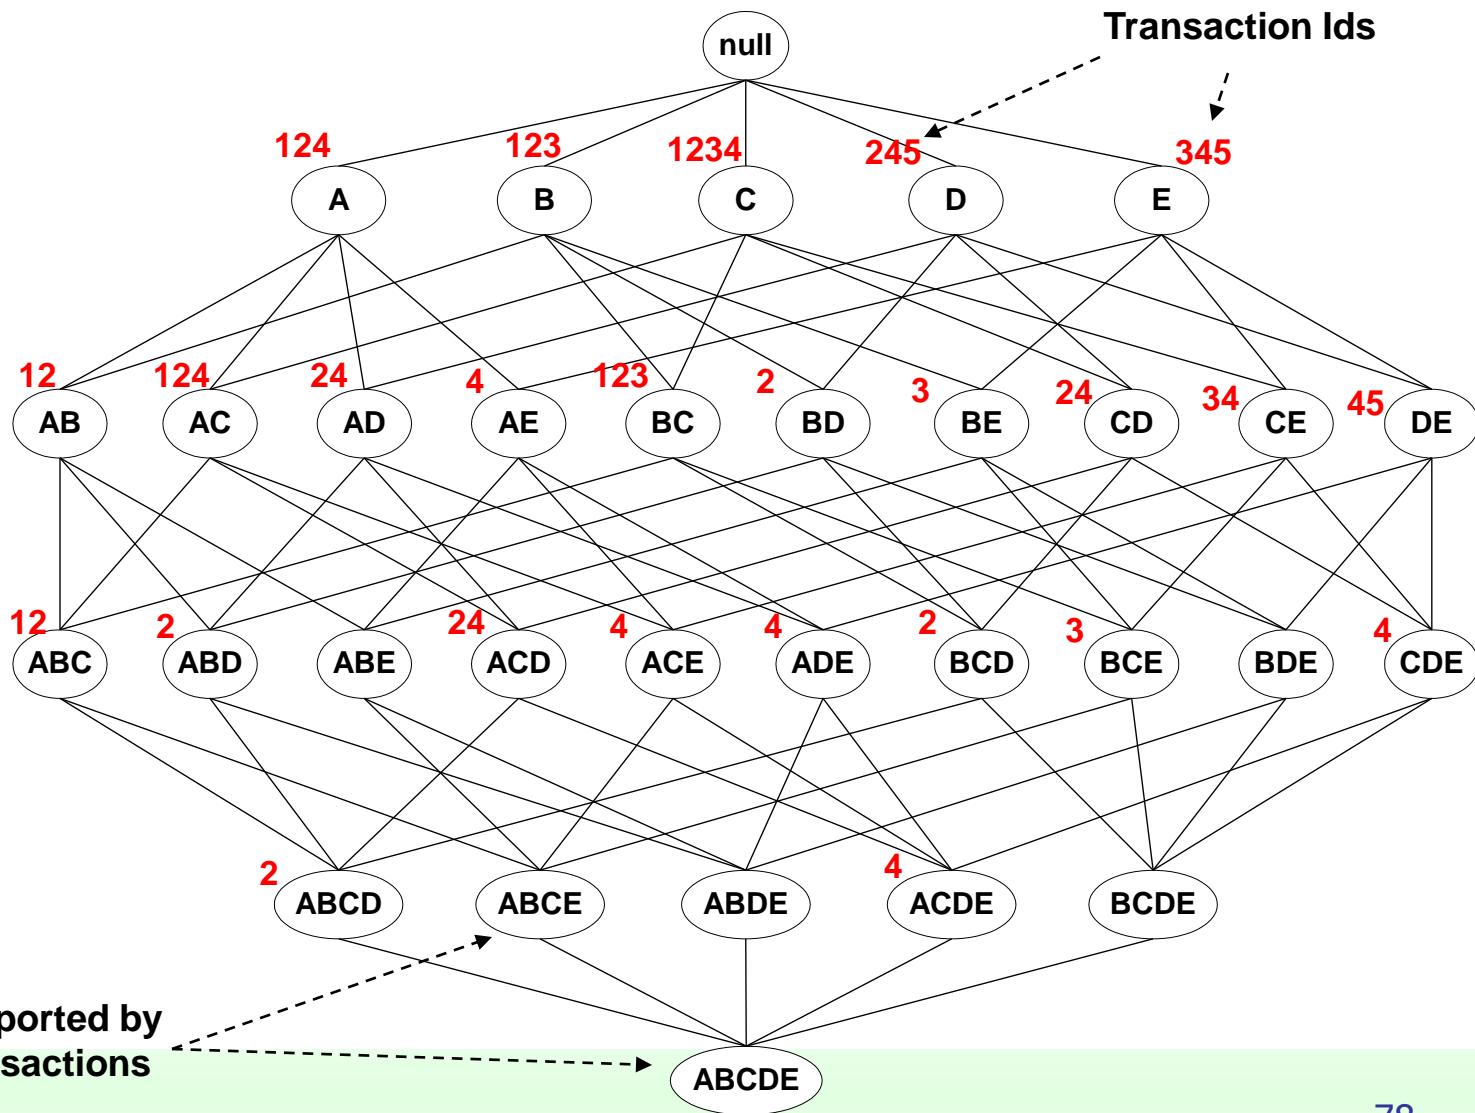 Transaction Ids
null
124 123 1234 245 345
A B C D E
12 124 24 4 123 2 3 24 34 45
AB AC AD AE BC BD BE CD CE DE
12 2 24 4 4 2 3 4
ABC ABD ABE ACD ACE ADE BCD BCE BDE CDE
2 4
ABCD ABCE ABDE ACDE BCDE
ported by
sactions
ABCDE
78